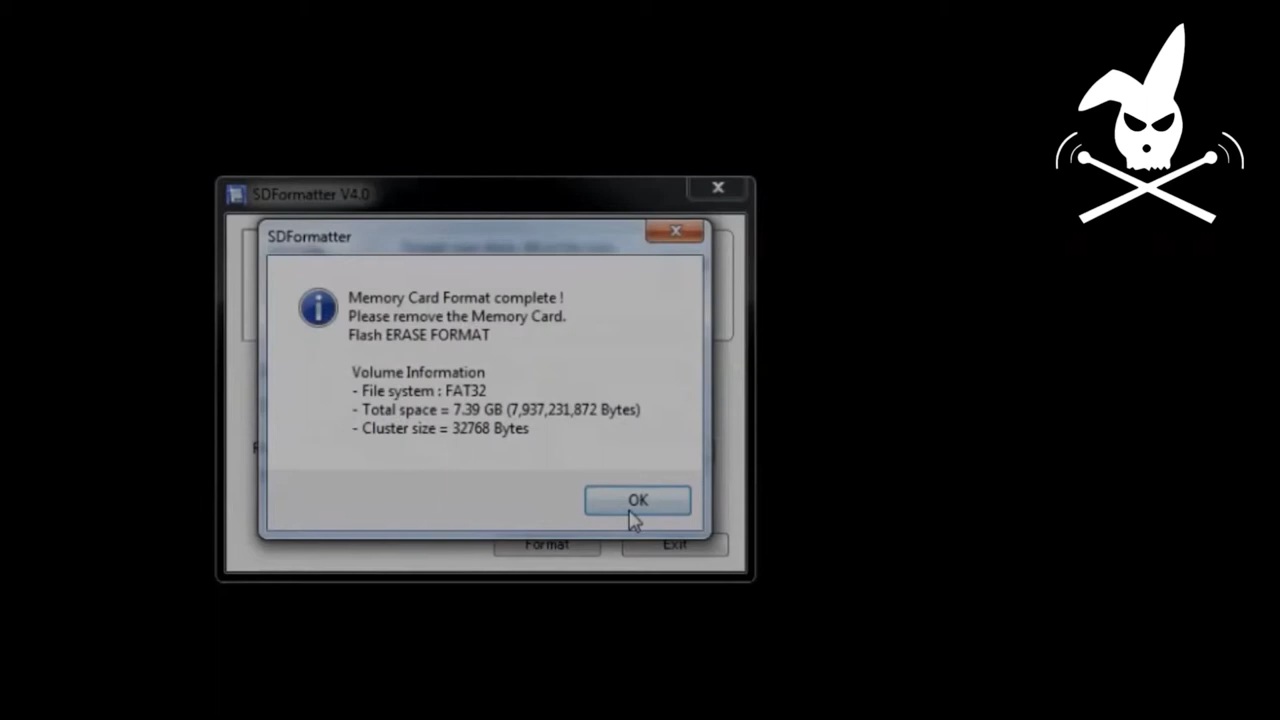 SDFormatter V4.0
SDFormatter
Memory Card Format complete !
Please remove the Memory Card.
Flash ERASE FORMAT
Volume Information
- File system : FAT32
- Total space = 7.39 GB (7,937,231,872 Bytes)
- Cluster size = 32768 Bytes
OK
Format
Exit